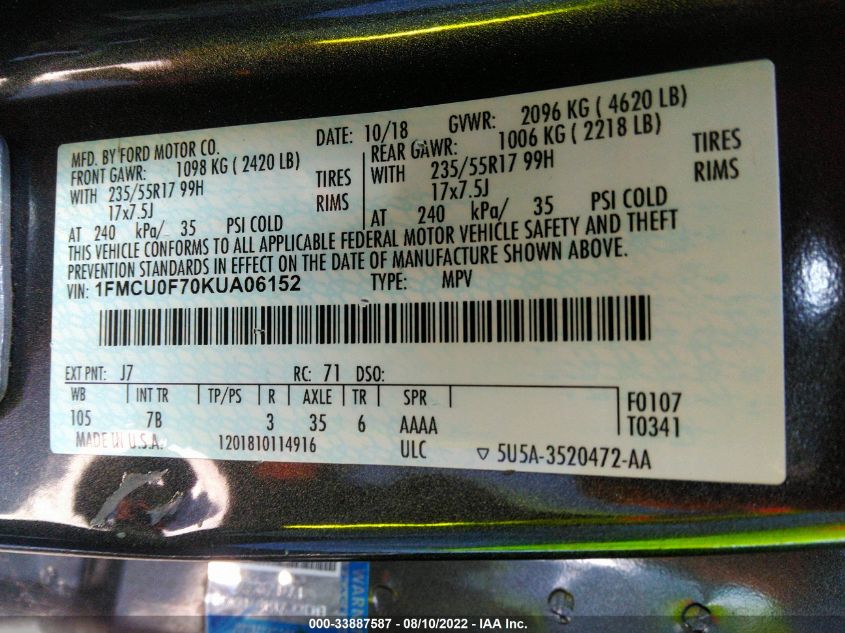 MFD. BY FORD MOTOR CO. DATE: 10/18 GVWR: 2096 KG ( 4620 LB)
FRONT GAWR: 1098 KG ( 2420 LB) REAR GAWR: 1006 KG ( 2218 LB)
WITH 235/55R17 99H TIRES WITH 235/55R17 99H TIRES
17x7.5J RIMS 17x7.5J RIMS
AT 240 kPa/ 35 PSI COLD AT 240 kPa/ 35 PSI COLD
THIS VEHICLE CONFORMS TO ALL APPLICABLE FEDERAL MOTOR VEHICLE SAFETY AND THEFT
PREVENTION STANDARDS IN EFFECT ON THE DATE OF MANUFACTURE SHOWN ABOVE.
VIN: 1FMCU0F70KUA06152 TYPE: MPV
EXT PNT: J7 RC: 71 DSO:
WB INT TR TP/PS R AXLE TR SPR F0107
105 7B 3 35 6 AAAA T0341
MADE IN U.S.A. 1201810114916 ULC ▽ 5U5A-3520472-AA
WARN
000-33887587 - 08/10/2022 - IAA Inc.